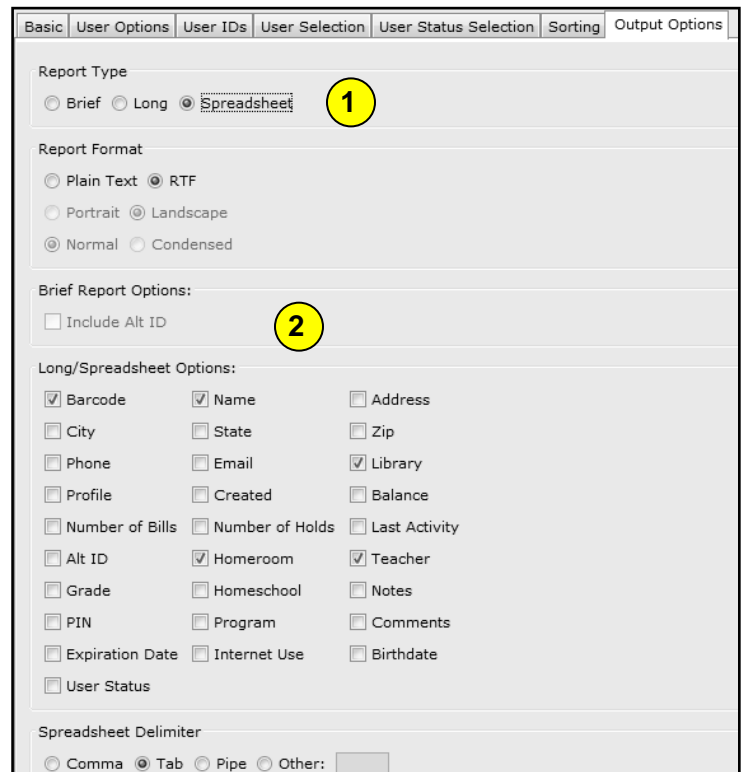 Basic User Options User IDs User Selection User Status Selection Sorting Output Options
Report Type
Brief Long Spreadsheet
1
Report Format
Plain Text RTF
Portrait Landscape
Normal Condensed
Brief Report Options:
Include Alt ID
2
Long/Spreadsheet Options:
Barcode Name Address
City State Zip
Phone Email Library
Profile Created Balance
Number of Bills Number of Holds Last Activity
Alt ID Homeroom Teacher
Grade Homeschool Notes
PIN Program Comments
Expiration Date Internet Use Birthdate
User Status
Spreadsheet Delimiter
Comma Tab Pipe Other: